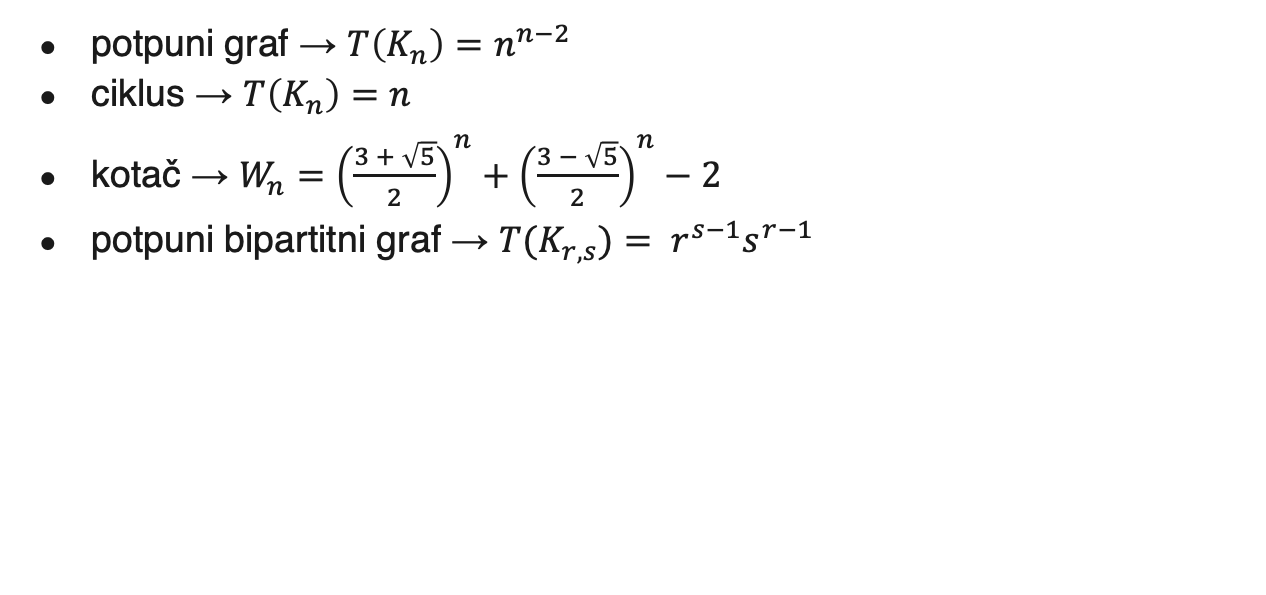 • potpuni graf → T(Kₙ) = nⁿ⁻²
• ciklus → T(Kₙ) = n
• kotač → Wₙ = ((3 + √5)/2)ⁿ + ((3 − √5)/2)ⁿ − 2
• potpuni bipartitni graf → T(K_{r,s}) = r^{s−1}s^{r−1}